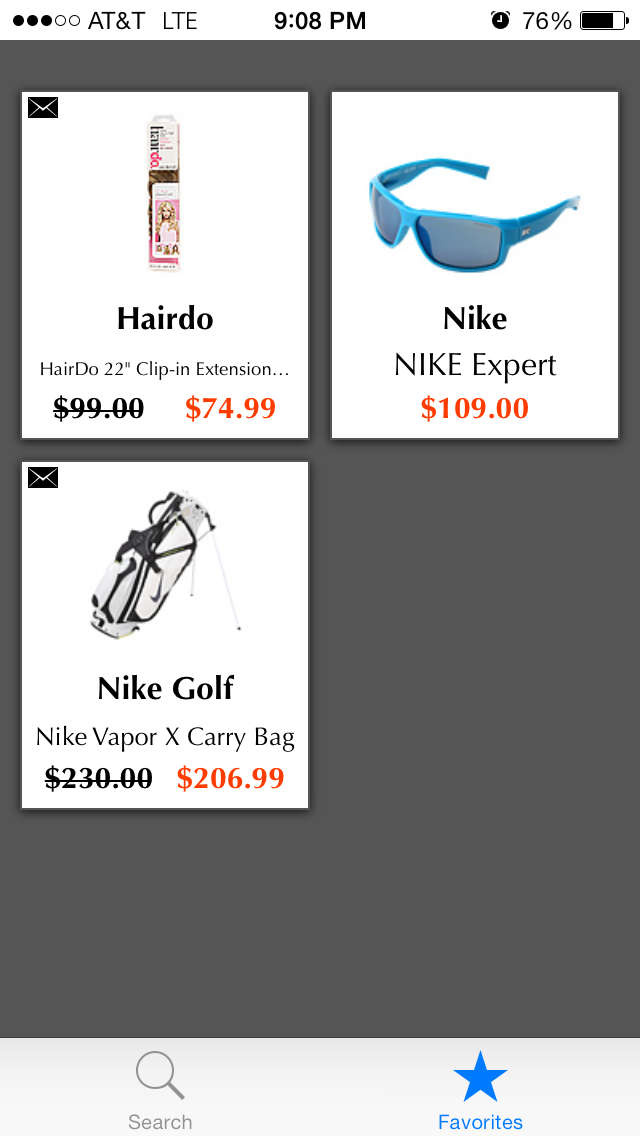 AT&T LTE 9:08 PM 76%
hairdo.
Hairdo
HairDo 22" Clip-in Extension…
$99.00 $74.99
Nike
NIKE Expert
$109.00
Nike Golf
Nike Vapor X Carry Bag
$230.00 $206.99
Search
Favorites